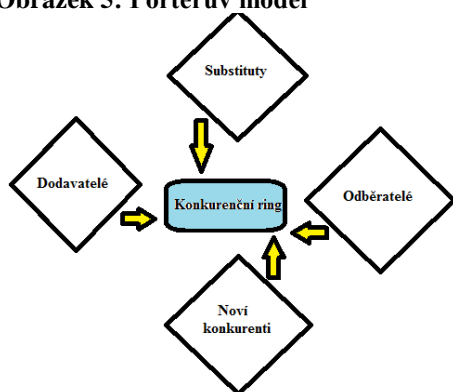 Obrázek 5: Porterův model
Substituty
Dodavatelé
Konkurenční ring
Odběratelé
Noví
konkurenti